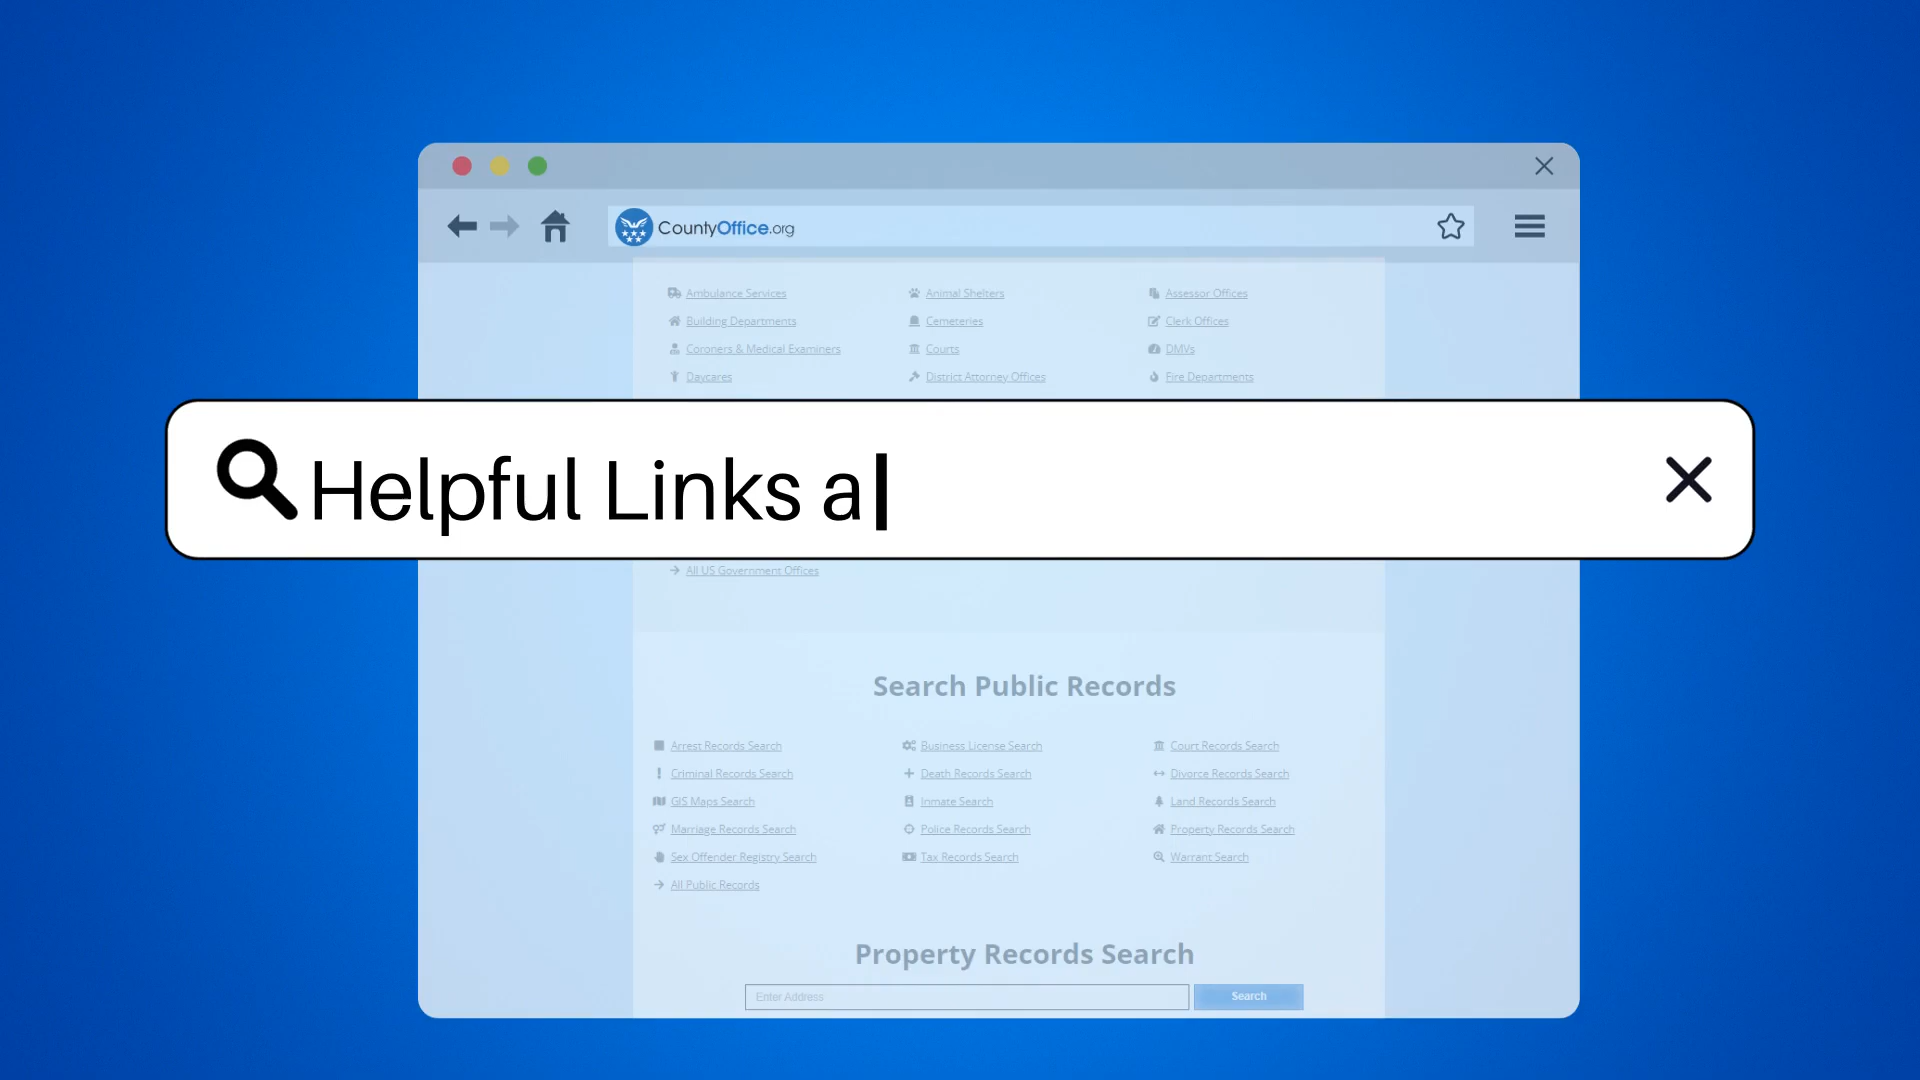 CountyOffice.org
Ambulance Services Animal Shelters Assessor Offices
Building Departments Cemeteries Clerk Offices
Coroners & Medical Examiners Courts DMVs
Daycares District Attorney Offices Fire Departments
Helpful Links a
All US Government Offices
Search Public Records
Arrest Records Search Business License Search Court Records Search
Criminal Records Search Death Records Search Divorce Records Search
GIS Maps Search Inmate Search Land Records Search
Marriage Records Search Police Records Search Property Records Search
Sex Offender Registry Search Tax Records Search Warrant Search
All Public Records
Property Records Search
Enter Address Search